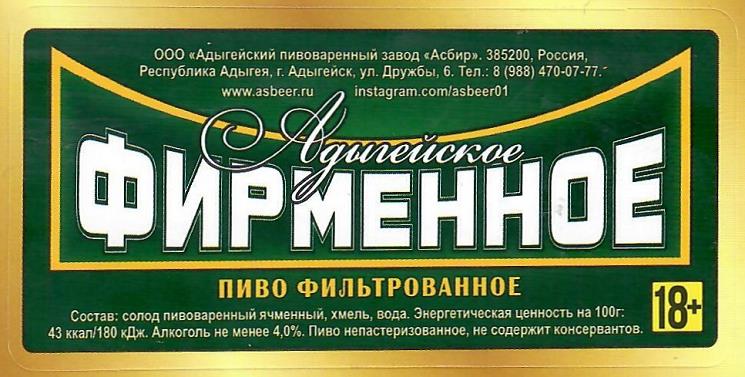 ООО «Адыгейский пивоваренный завод «Асбир». 385200, Россия,
Республика Адыгея, г. Адыгейск, ул. Дружбы, 6. Тел.: 8 (988) 470-07-77.
www.asbeer.ru instagram.com/asbeer01
Адыгейское
ФИРМЕННОЕ
ПИВО ФИЛЬТРОВАННОЕ
Состав: солод пивоваренный ячменный, хмель, вода. Энергетическая ценность на 100г:
43 ккал/180 кДж. Алкоголь не менее 4,0%. Пиво непастеризованное, не содержит консервантов.
18+